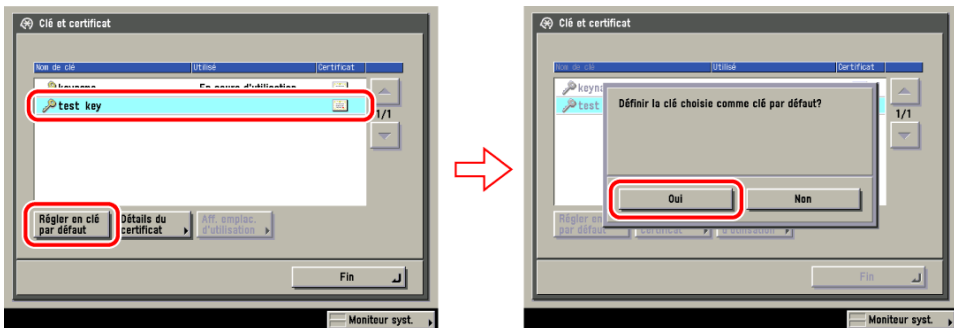 Clé et certificat
Nom de clé Utilisé Certificat
En cours d'utilisation
test key
1/1
Régler en clé par défaut
Détails du certificat
Aff. emplac. d'utilisation
Fin
Moniteur syst.
Clé et certificat
Nom de clé Utilisé Certificat
test
Définir la clé choisie comme clé par défaut?
1/1
Oui Non
Régler en
par défaut certificat d'utilisation
Fin
Moniteur syst.